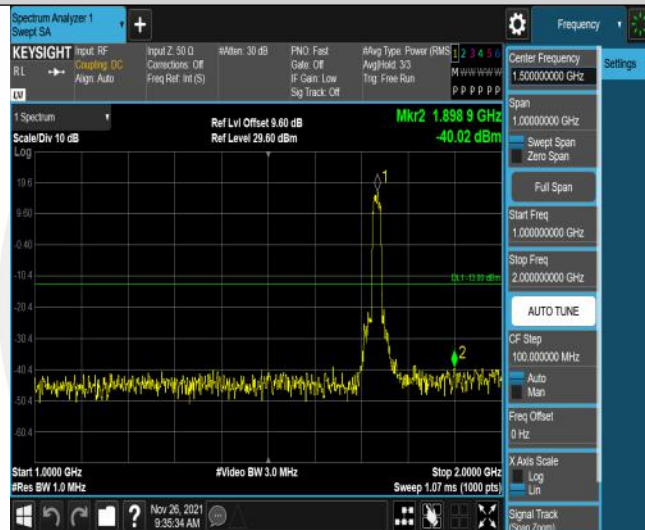 Spectrum Analyzer 1
Swept SA
Frequency
KEYSIGHT
RL
Input: RF
Coupling: DC
Align: Auto
Input Z: 50 Ω
Corrections: Off
Freq Ref: Int (S)
#Atten: 30 dB
PNO: Fast
Gate: Off
IF Gain: Low
Sig Track: Off
#Avg Type: Power (RMS
Avg|Hold: 3/3
Trig: Free Run
1 2 3 4 5 6
M W W W W W
P P P P P P
LXI
1 Spectrum
Scale/Div 10 dB
Log
Ref Lvl Offset 9.60 dB
Ref Level 29.60 dBm
Mkr2 1.898 9 GHz
-40.02 dBm
19.6
9.60
-0.40
-10.4
-20.4
-30.4
-40.4
-50.4
-60.4
1
DL1 -13.00 dBm
2
Start 1.0000 GHz
#Res BW 1.0 MHz
#Video BW 3.0 MHz
Stop 2.0000 GHz
Sweep 1.07 ms (1000 pts)
Nov 26, 2021
9:35:34 AM
Center Frequency
1.500000000 GHz
Settings
Span
1.00000000 GHz
Swept Span
Zero Span
Full Span
Start Freq
1.000000000 GHz
Stop Freq
2.000000000 GHz
AUTO TUNE
CF Step
100.000000 MHz
Auto
Man
Freq Offset
0 Hz
X Axis Scale
Log
Lin
Signal Track
(Span Zoom)